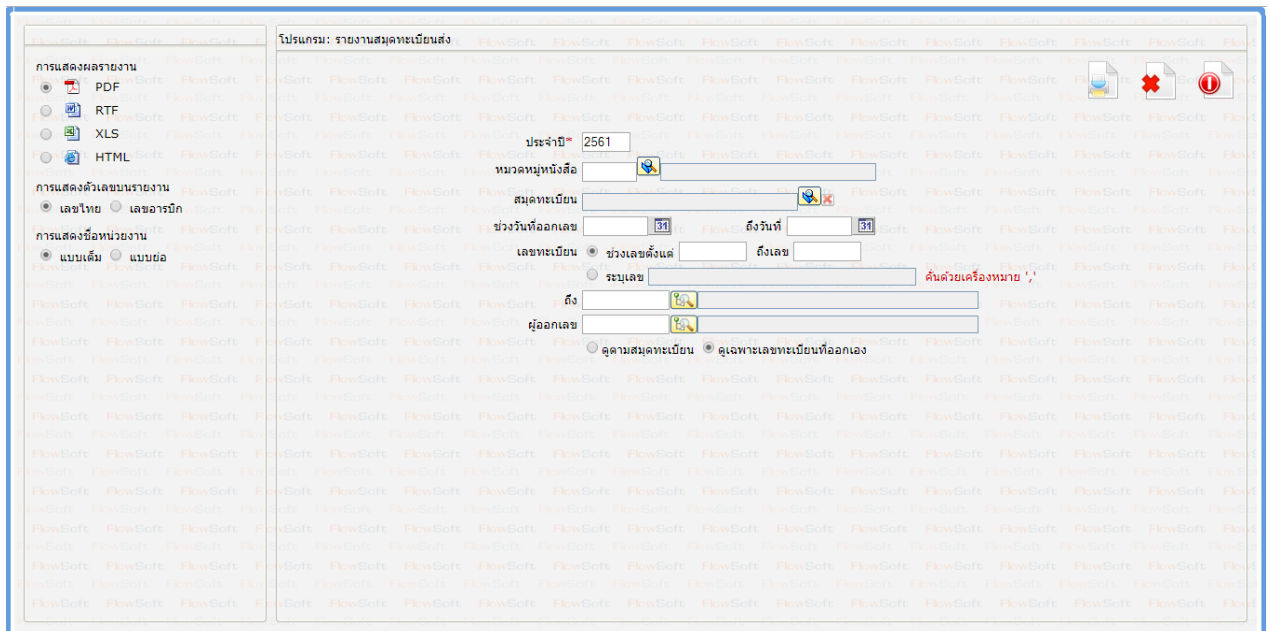 โปรแกรม: รายงานสมุดทะเบียนส่ง
การแสดงผลรายงาน
PDF
RTF
XLS
HTML
การแสดงตัวเลขบนรายงาน
เลขไทย เลขอารบิก
การแสดงชื่อหน่วยงาน
แบบเต็ม แบบย่อ
ประจำปี* 2561
หมวดหมู่หนังสือ
สมุดทะเบียน
ช่วงวันที่ออกเลข 31 ถึงวันที่ 31
เลขทะเบียน ช่วงเลขตั้งแต่ ถึงเลข
ระบุเลข คั่นด้วยเครื่องหมาย ','
ถึง
ผู้ออกเลข
ดูตามสมุดทะเบียน ดูเฉพาะเลขทะเบียนที่ออกเอง